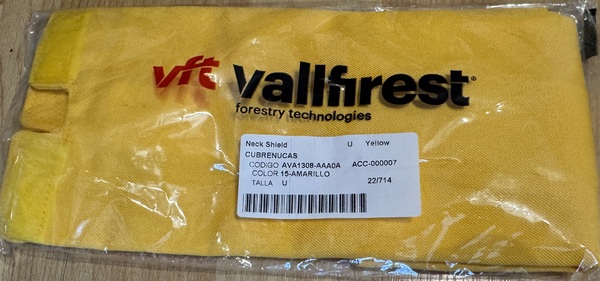 vft vallfirest®
forestry technologies
Neck Shield U Yellow
CUBRENUCAS
CODIGO AVA1308-AAA0A ACC-000007
COLOR 15-AMARILLO
TALLA U 22/714